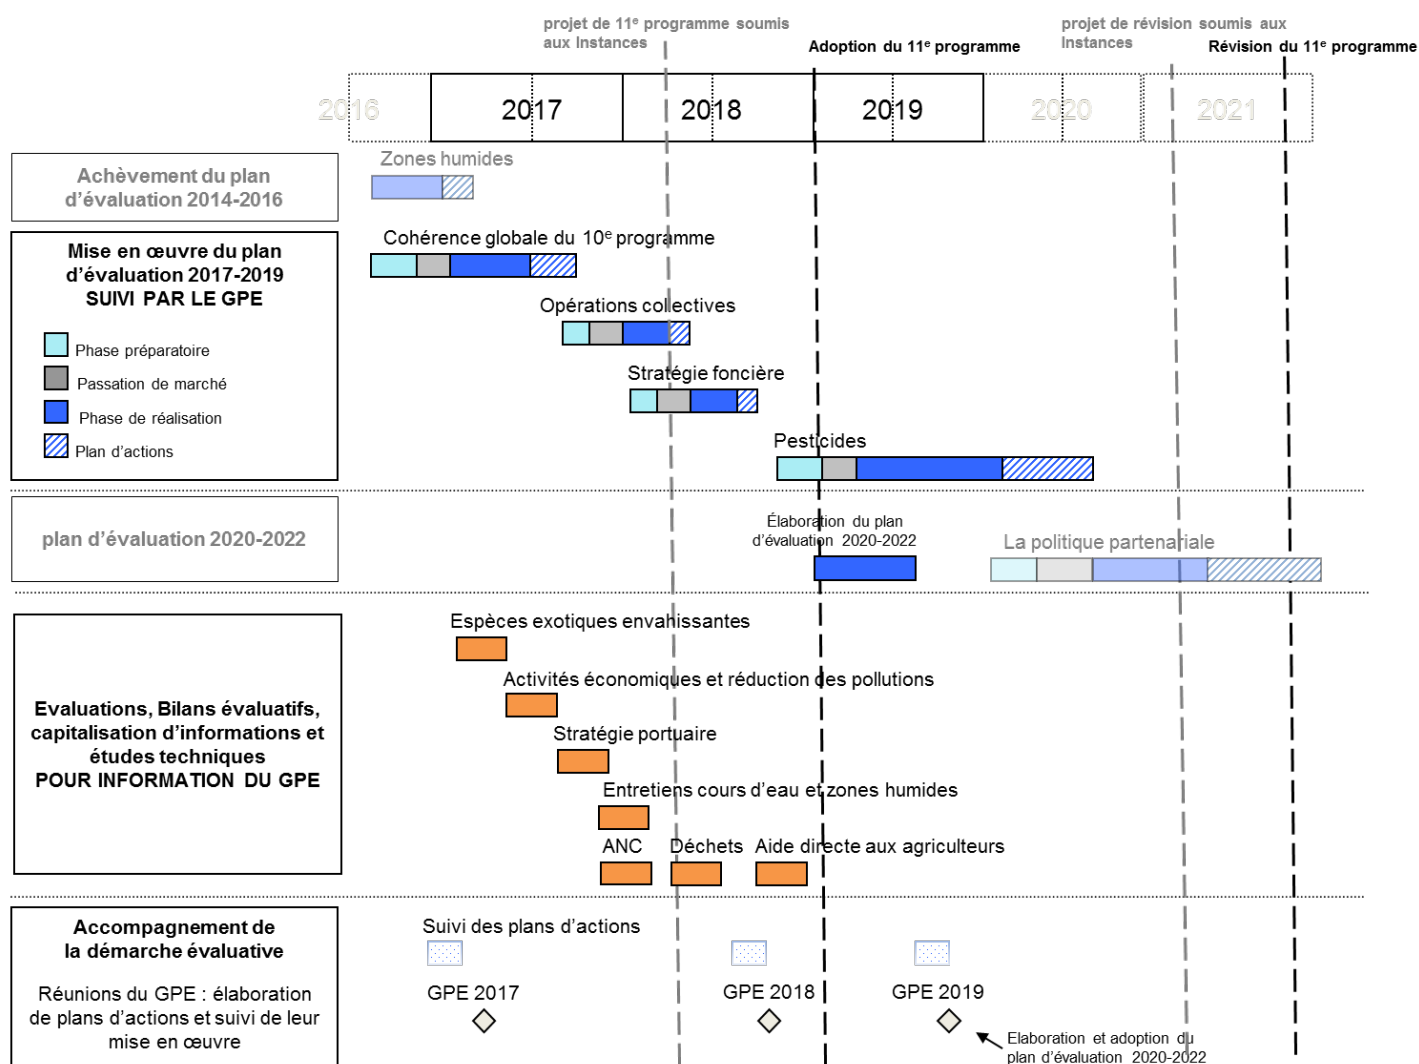 projet de 11e programme soumis
aux Instances
Adoption du 11e programme
projet de révision soumis aux
Instances
Révision du 11e programme
2016
2017
2018
2019
2020
2021
Achèvement du plan
d'évaluation 2014-2016
Zones humides
Mise en œuvre du plan
d'évaluation 2017-2019
SUIVI PAR LE GPE
Phase préparatoire
Passation de marché
Phase de réalisation
Plan d'actions
Cohérence globale du 10e programme
Opérations collectives
Stratégie foncière
Pesticides
plan d'évaluation 2020-2022
Élaboration du plan
d'évaluation 2020-2022
La politique partenariale
Evaluations, Bilans évaluatifs,
capitalisation d'informations et
études techniques
POUR INFORMATION DU GPE
Espèces exotiques envahissantes
Activités économiques et réduction des pollutions
Stratégie portuaire
Entretiens cours d'eau et zones humides
ANC
Déchets
Aide directe aux agriculteurs
Accompagnement de
la démarche évaluative
Réunions du GPE : élaboration
de plans d'actions et suivi de leur
mise en œuvre
Suivi des plans d'actions
GPE 2017
GPE 2018
GPE 2019
Elaboration et adoption du
plan d'évaluation 2020-2022